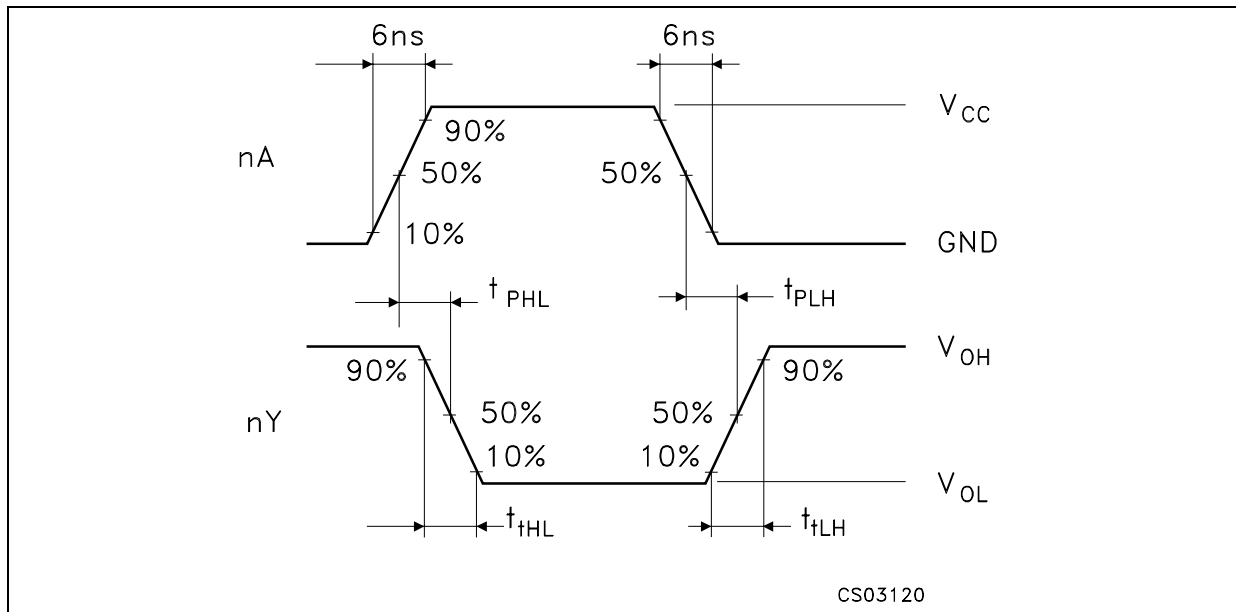 6ns 6ns
V_CC
90%
nA
50% 50%
10%
GND
t_PHL t_PLH
V_OH
90% 90%
nY
50% 50%
10% 10%
V_OL
t_tHL t_tLH
CS03120